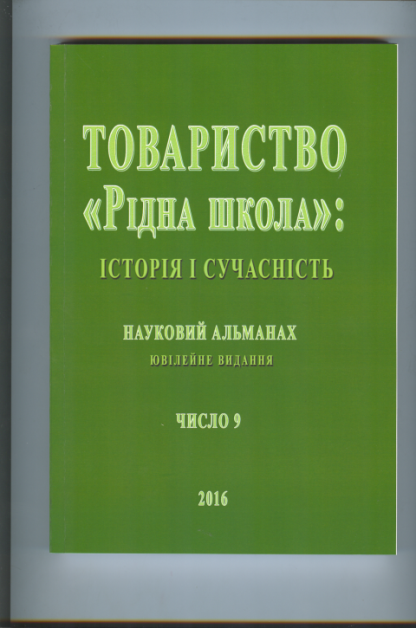 ТОВАРИСТВО
«РІДНА ШКОЛА»:
ІСТОРІЯ І СУЧАСНІСТЬ
НАУКОВИЙ АЛЬМАНАХ
ЮВІЛЕЙНЕ ВИДАННЯ
ЧИСЛО 9
2016